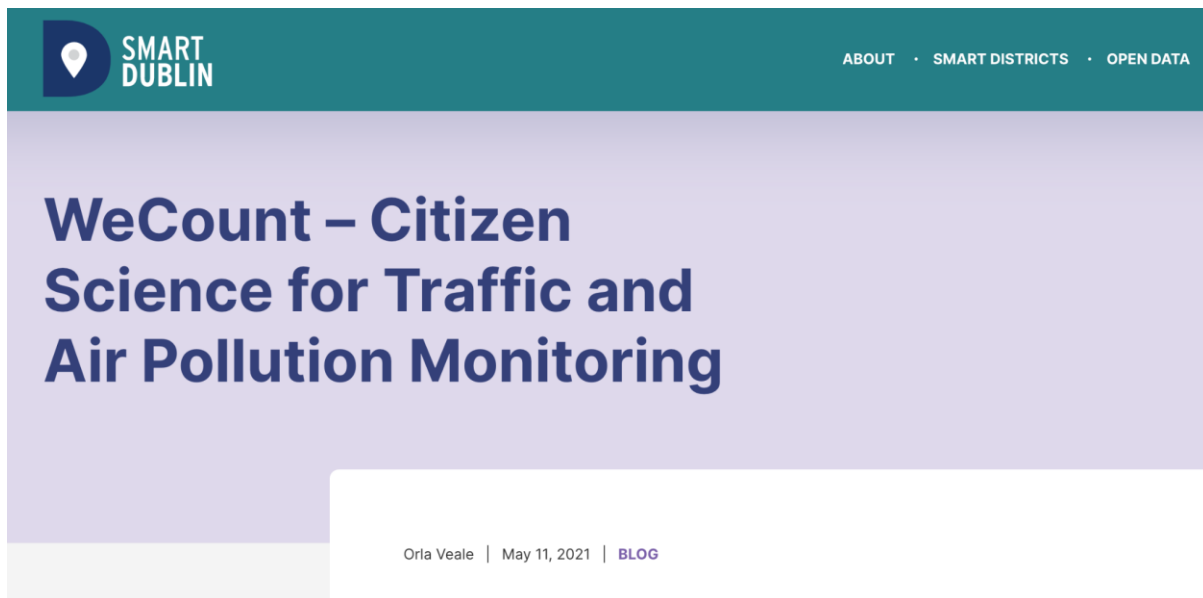 SMART
DUBLIN
ABOUT · SMART DISTRICTS · OPEN DATA
WeCount – Citizen
Science for Traffic and
Air Pollution Monitoring
Orla Veale | May 11, 2021 | BLOG